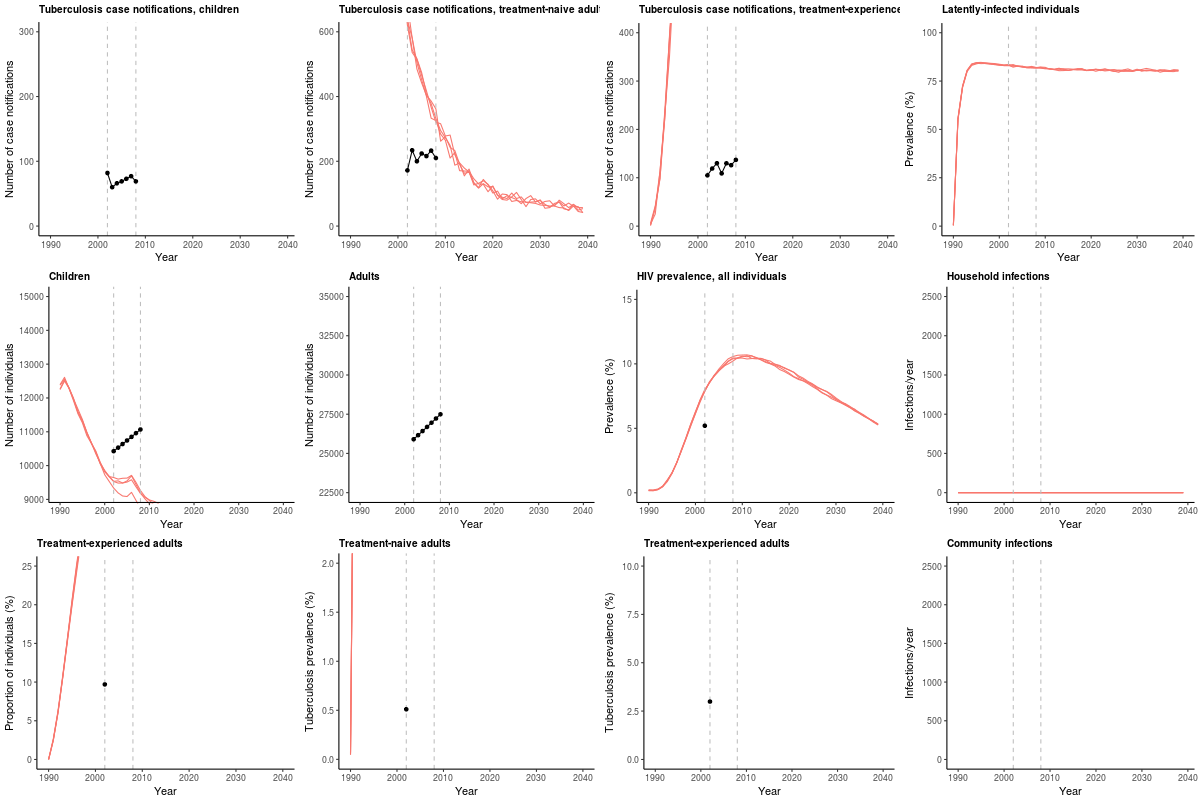 Tuberculosis case notifications, children
Number of case notifications
300
200
100
0
1990 2000 2010 2020 2030 2040
Year
Tuberculosis case notifications, treatment-naive adul
Number of case notifications
600
400
200
0
1990 2000 2010 2020 2030 2040
Year
Tuberculosis case notifications, treatment-experience
Number of case notifications
400
300
200
100
0
1990 2000 2010 2020 2030 2040
Year
Latently-infected individuals
Prevalence (%)
100
75
50
25
0
1990 2000 2010 2020 2030 2040
Year
Children
Number of individuals
15000
14000
13000
12000
11000
10000
9000
1990 2000 2010 2020 2030 2040
Year
Adults
Number of individuals
35000
32500
30000
27500
25000
22500
1990 2000 2010 2020 2030 2040
Year
HIV prevalence, all individuals
Prevalence (%)
15
10
5
0
1990 2000 2010 2020 2030 2040
Year
Household infections
Infections/year
2500
2000
1500
1000
500
0
1990 2000 2010 2020 2030 2040
Year
Treatment-experienced adults
Proportion of individuals (%)
25
20
15
10
5
0
1990 2000 2010 2020 2030 2040
Year
Treatment-naive adults
Tuberculosis prevalence (%)
2.0
1.5
1.0
0.5
0.0
1990 2000 2010 2020 2030 2040
Year
Treatment-experienced adults
Tuberculosis prevalence (%)
10.0
7.5
5.0
2.5
0.0
1990 2000 2010 2020 2030 2040
Year
Community infections
Infections/year
2500
2000
1500
1000
500
0
1990 2000 2010 2020 2030 2040
Year